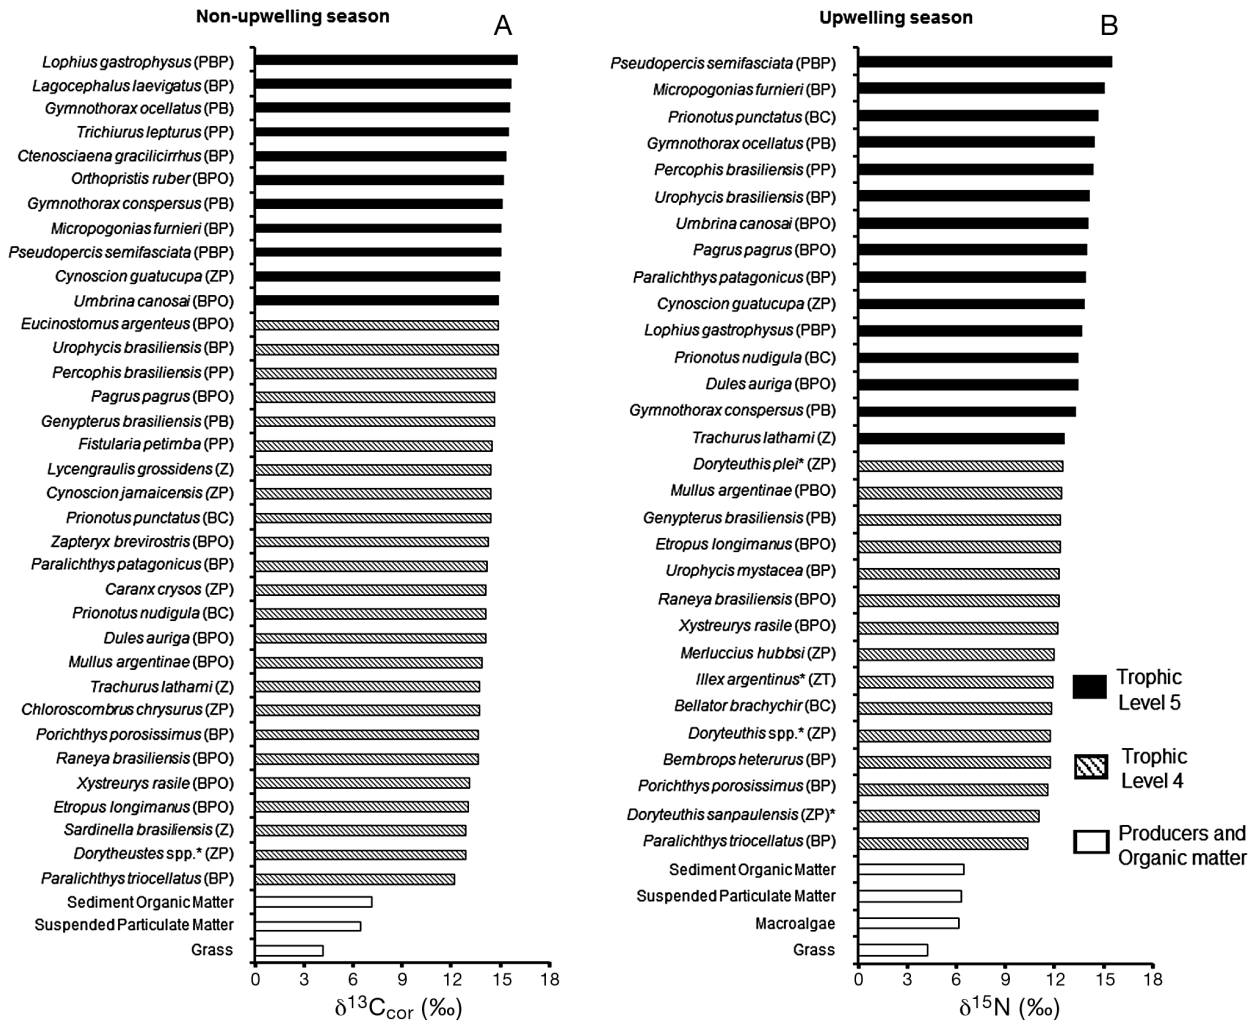 Non-upwelling season
A
Lophius gastrophysus (PBP)
Lagocephalus laevigatus (BP)
Gymnothorax ocellatus (PB)
Trichiurus lepturus (PP)
Ctenosciaena gracilicirrhus (BP)
Orthopristis ruber (BPO)
Gymnothorax conspersus (PB)
Micropogonias furnieri (BP)
Pseudopercis semifasciata (PBP)
Cynoscion guatucupa (ZP)
Umbrina canosai (BPO)
Eucinostomus argenteus (BPO)
Urophycis brasiliensis (BP)
Percophis brasiliensis (PP)
Pagrus pagrus (BPO)
Genypterus brasiliensis (PB)
Fistularia petimba (PP)
Lycengraulis grossidens (Z)
Cynoscion jamaicensis (ZP)
Prionotus punctatus (BC)
Zapteryx brevirostris (BPO)
Paralichthys patagonicus (BP)
Caranx crysos (ZP)
Prionotus nudigula (BC)
Dules auriga (BPO)
Mullus argentinae (BPO)
Trachurus lathami (Z)
Chloroscombrus chrysurus (ZP)
Porichthys porosissimus (BP)
Raneya brasiliensis (BPO)
Xystreurys rasile (BPO)
Etropus longimanus (BPO)
Sardinella brasiliensis (Z)
Dorytheustes spp.* (ZP)
Paralichthys triocellatus (BP)
Sediment Organic Matter
Suspended Particulate Matter
Grass
0 3 6 9 12 15 18
δ13Ccor (‰)
Upwelling season
B
Pseudopercis semifasciata (PBP)
Micropogonias furnieri (BP)
Prionotus punctatus (BC)
Gymnothorax ocellatus (PB)
Percophis brasiliensis (PP)
Urophycis brasiliensis (BP)
Umbrina canosai (BPO)
Pagrus pagrus (BPO)
Paralichthys patagonicus (BP)
Cynoscion guatucupa (ZP)
Lophius gastrophysus (PBP)
Prionotus nudigula (BC)
Dules auriga (BPO)
Gymnothorax conspersus (PB)
Trachurus lathami (Z)
Doryteuthis plei* (ZP)
Mullus argentinae (PBO)
Genypterus brasiliensis (PB)
Etropus longimanus (BPO)
Urophycis mystacea (BP)
Raneya brasiliensis (BPO)
Xystreurys rasile (BPO)
Merluccius hubbsi (ZP)
Illex argentinus* (ZT)
Bellator brachychir (BC)
Doryteuthis spp.* (ZP)
Bembrops heterurus (BP)
Porichthys porosissimus (BP)
Doryteuthis sanpaulensis (ZP)*
Paralichthys triocellatus (BP)
Sediment Organic Matter
Suspended Particulate Matter
Macroalgae
Grass
0 3 6 9 12 15 18
δ15N (‰)
Trophic
Level 5
Trophic
Level 4
Producers and
Organic matter